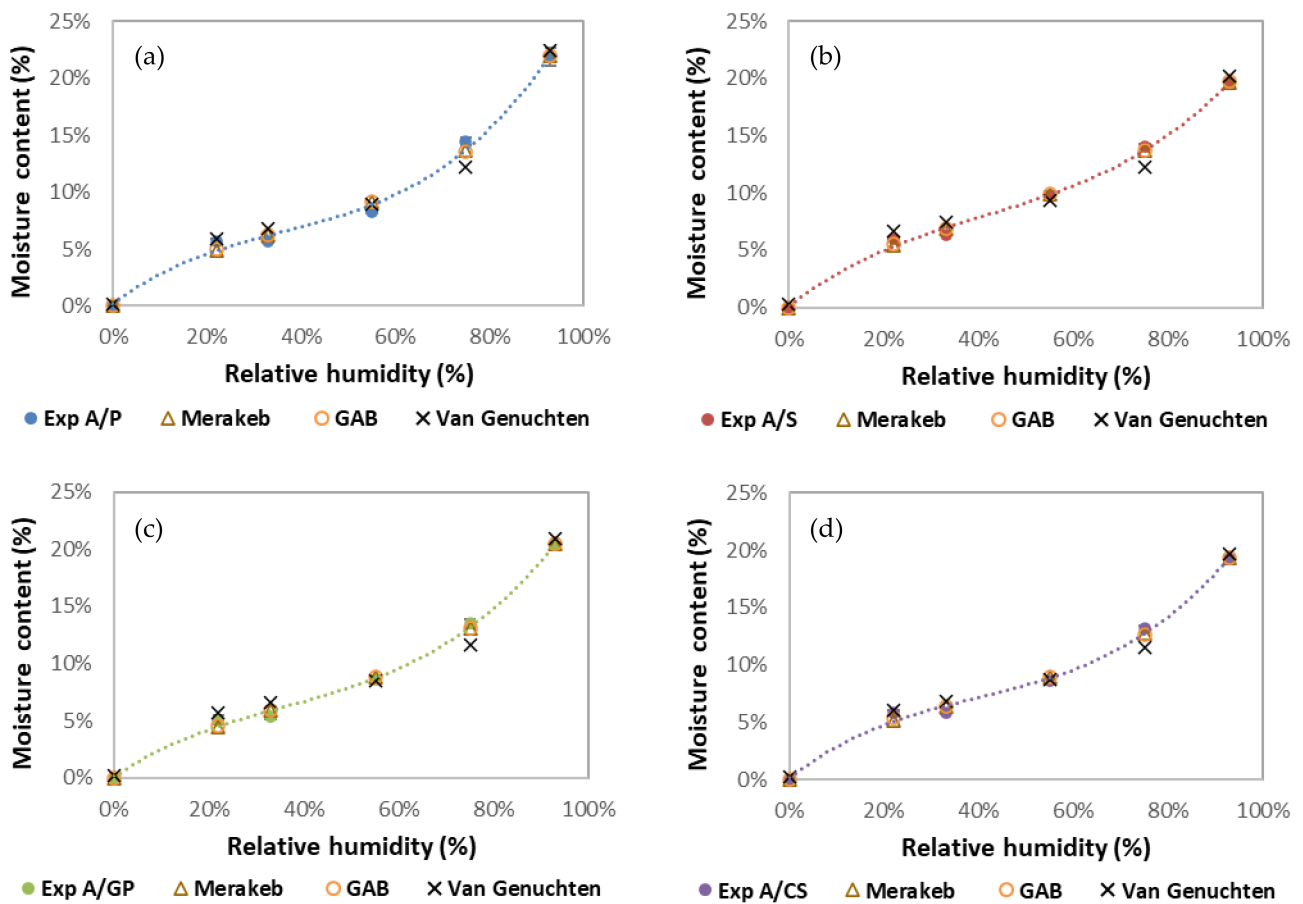 (a)
Moisture content (%)
25%
20%
15%
10%
5%
0%
0% 20% 40% 60% 80% 100%
Relative humidity (%)
Exp A/P Merakeb GAB Van Genuchten
(b)
Moisture content (%)
25%
20%
15%
10%
5%
0%
0% 20% 40% 60% 80% 100%
Relative humidity (%)
Exp A/S Merakeb GAB Van Genuchten
(c)
Moisture content (%)
25%
20%
15%
10%
5%
0%
0% 20% 40% 60% 80% 100%
Relative humidity (%)
Exp A/GP Merakeb GAB Van Genuchten
(d)
Moisture content (%)
25%
20%
15%
10%
5%
0%
0% 20% 40% 60% 80% 100%
Relative humidity (%)
Exp A/CS Merakeb GAB Van Genuchten